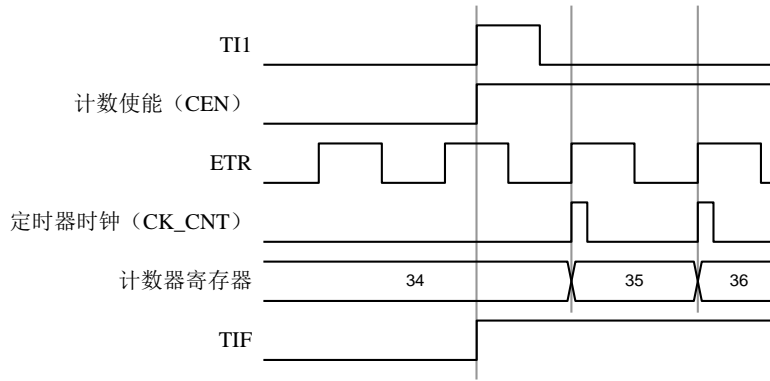 TI1
计数使能（CEN）
ETR
定时器时钟（CK_CNT）
计数器寄存器
34 35 36
TIF